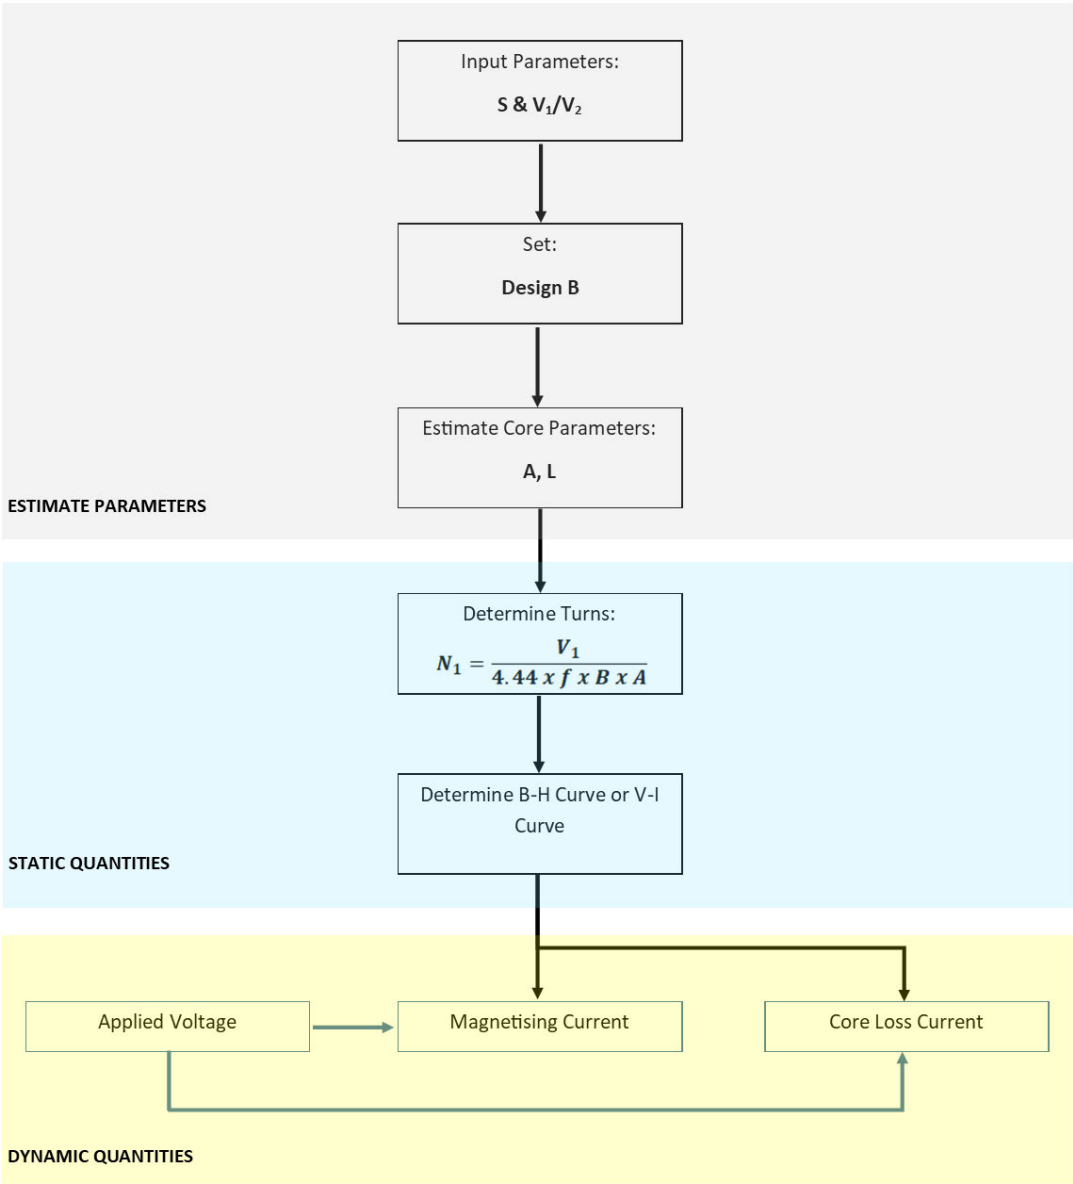 Input Parameters:
S & V₁/V₂
Set:
Design B
Estimate Core Parameters:
A, L
ESTIMATE PARAMETERS
Determine Turns:
N₁ = V₁ / 4.44 x f x B x A
Determine B-H Curve or V-I
Curve
STATIC QUANTITIES
Applied Voltage
Magnetising Current
Core Loss Current
DYNAMIC QUANTITIES